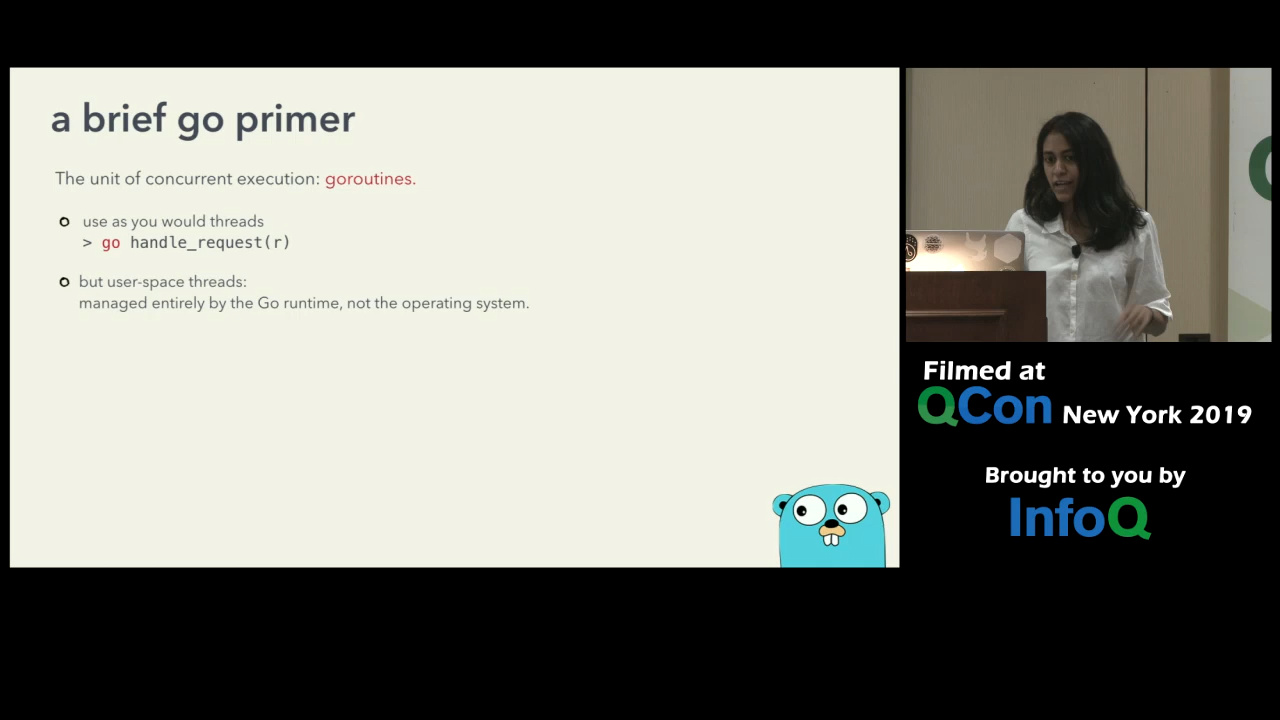 a brief go primer
The unit of concurrent execution: goroutines.
use as you would threads
> go handle_request(r)
but user-space threads:
managed entirely by the Go runtime, not the operating system.
Filmed at
QCon New York 2019
Brought to you by
InfoQ